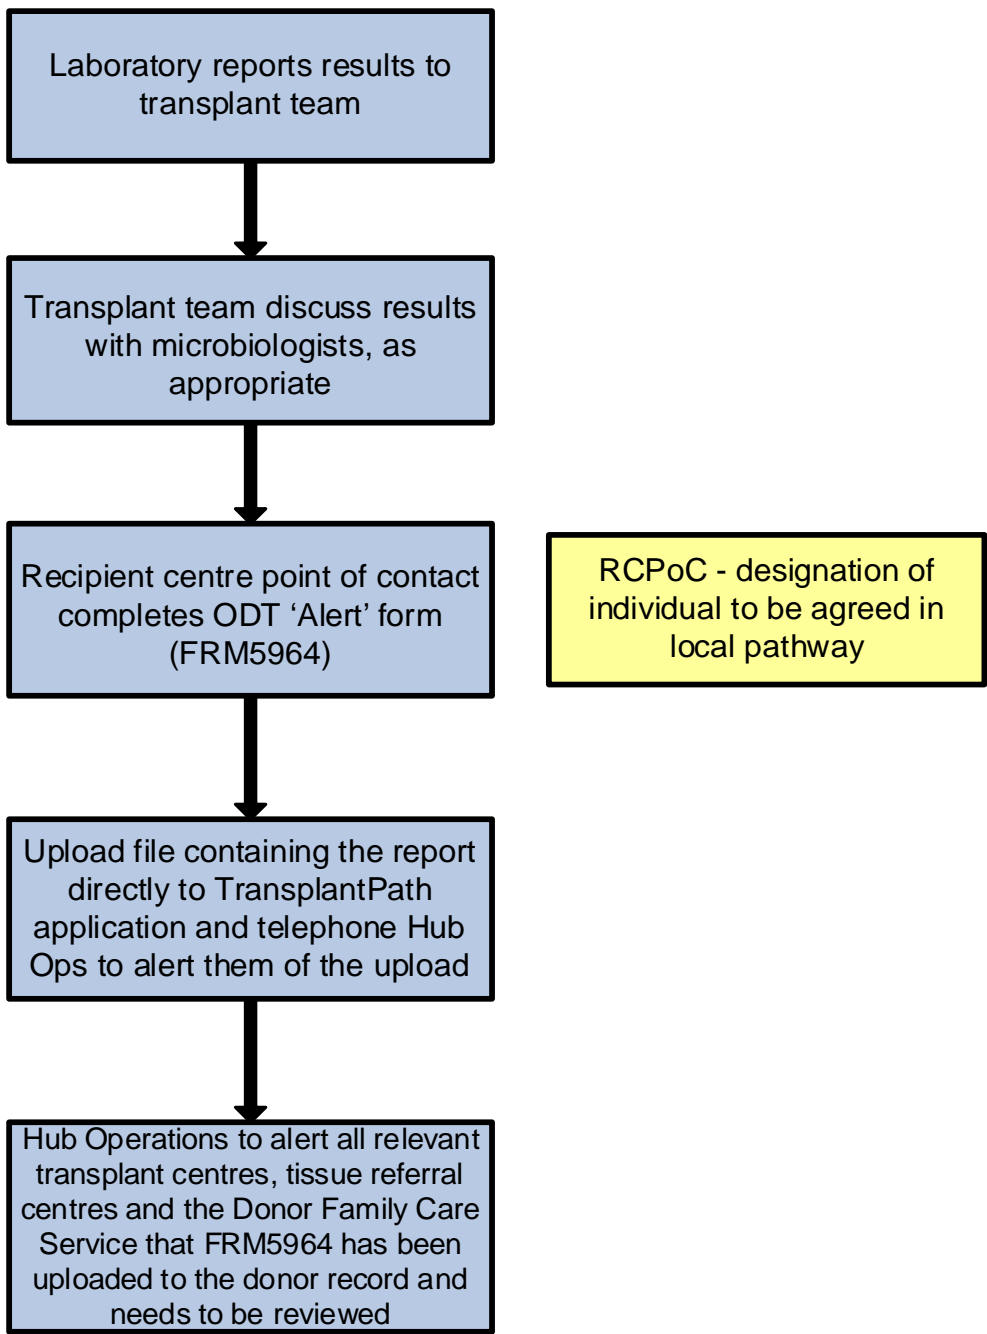 Laboratory reports results to
transplant team
Transplant team discuss results
with microbiologists, as
appropriate
Recipient centre point of contact
completes ODT ‘Alert’ form
(FRM5964)
RCPoC - designation of
individual to be agreed in
local pathway
Upload file containing the report
directly to TransplantPath
application and telephone Hub
Ops to alert them of the upload
Hub Operations to alert all relevant
transplant centres, tissue referral
centres and the Donor Family Care
Service that FRM5964 has been
uploaded to the donor record and
needs to be reviewed